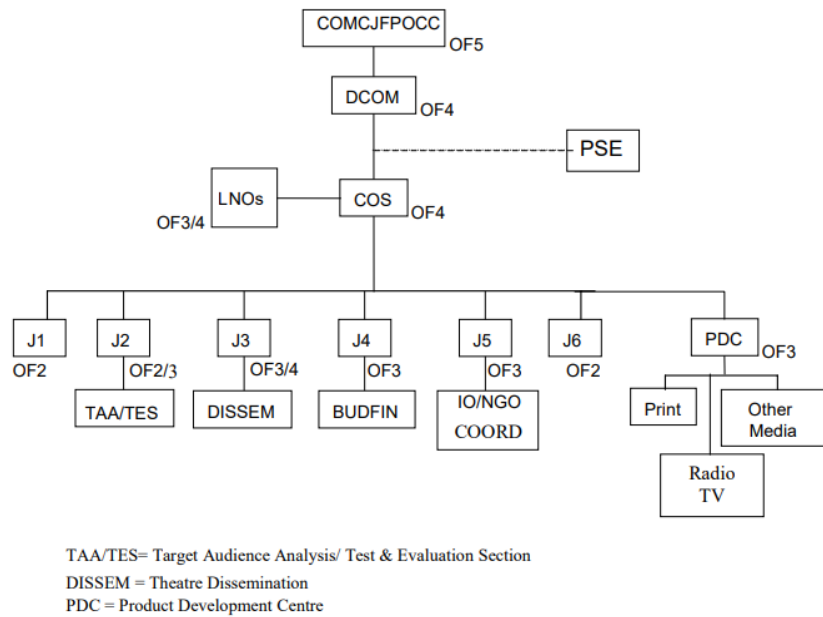 COMCJFPOCC
OF5
DCOM
OF4
PSE
LNOs
OF3/4
COS
OF4
J1
OF2
J2
OF2/3
J3
OF3/4
J4
OF3
J5
OF3
J6
OF2
PDC
OF3
TAA/TES
DISSEM
BUDFIN
IO/NGO
COORD
Print
Other
Media
Radio
TV
TAA/TES= Target Audience Analysis/ Test & Evaluation Section
DISSEM = Theatre Dissemination
PDC = Product Development Centre